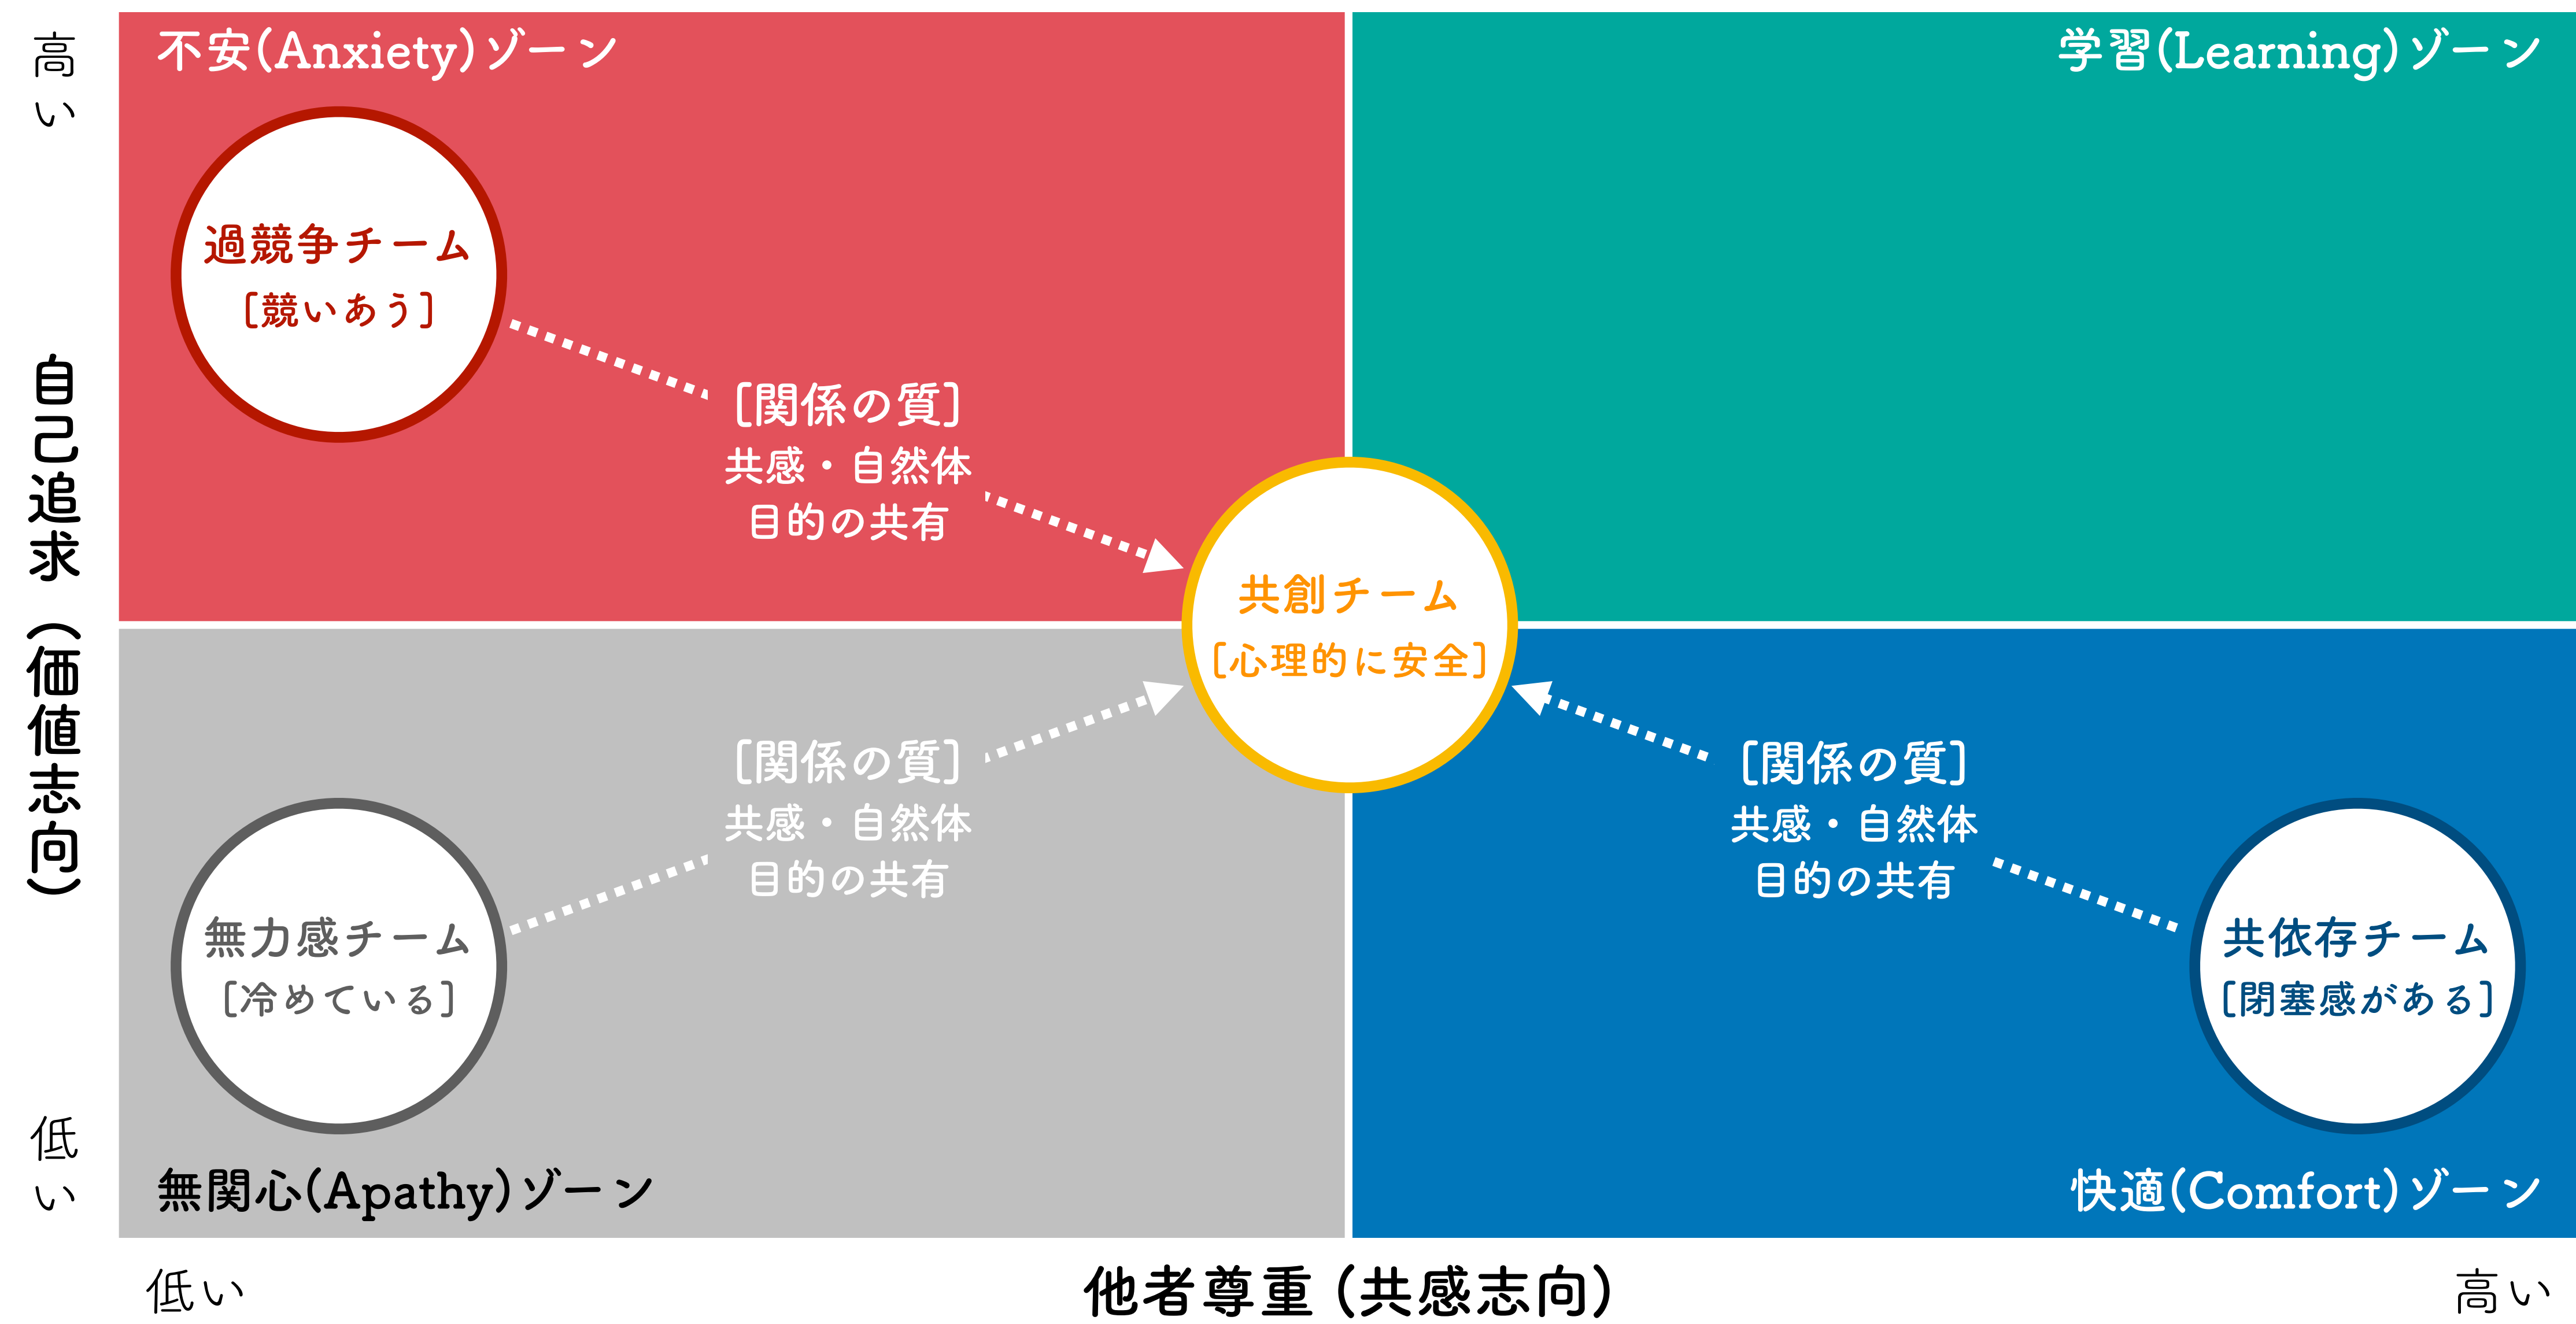 高い
不安(Anxiety)ゾーン
学習(Learning)ゾーン
過競争チーム
[競いあう]
[関係の質]
共感・自然体
目的の共有
自己追求（価値志向）
共創チーム
[心理的に安全]
[関係の質]
共感・自然体
目的の共有
[関係の質]
共感・自然体
目的の共有
無力感チーム
[冷めている]
共依存チーム
[閉塞感がある]
低い
無関心(Apathy)ゾーン
快適(Comfort)ゾーン
低い
他者尊重(共感志向)
高い